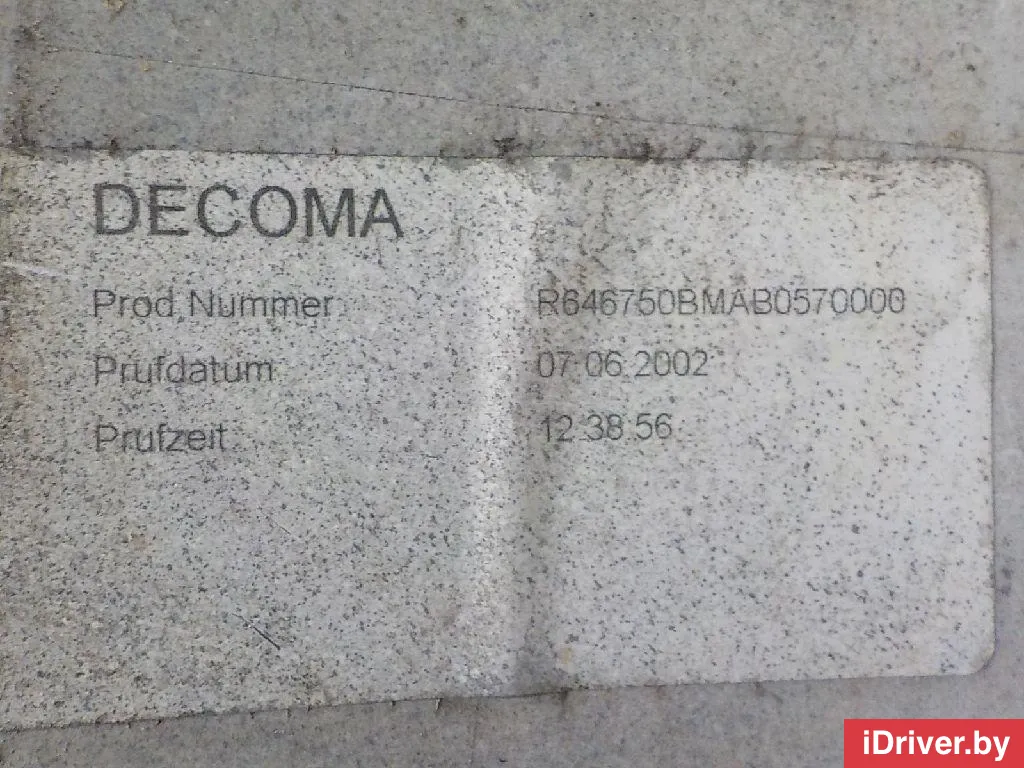 DECOMA
Prod Nummer R646750BMAB0570000
Prufdatum 07.06.2002
Prufzeit 12:38:56
iDriver.by